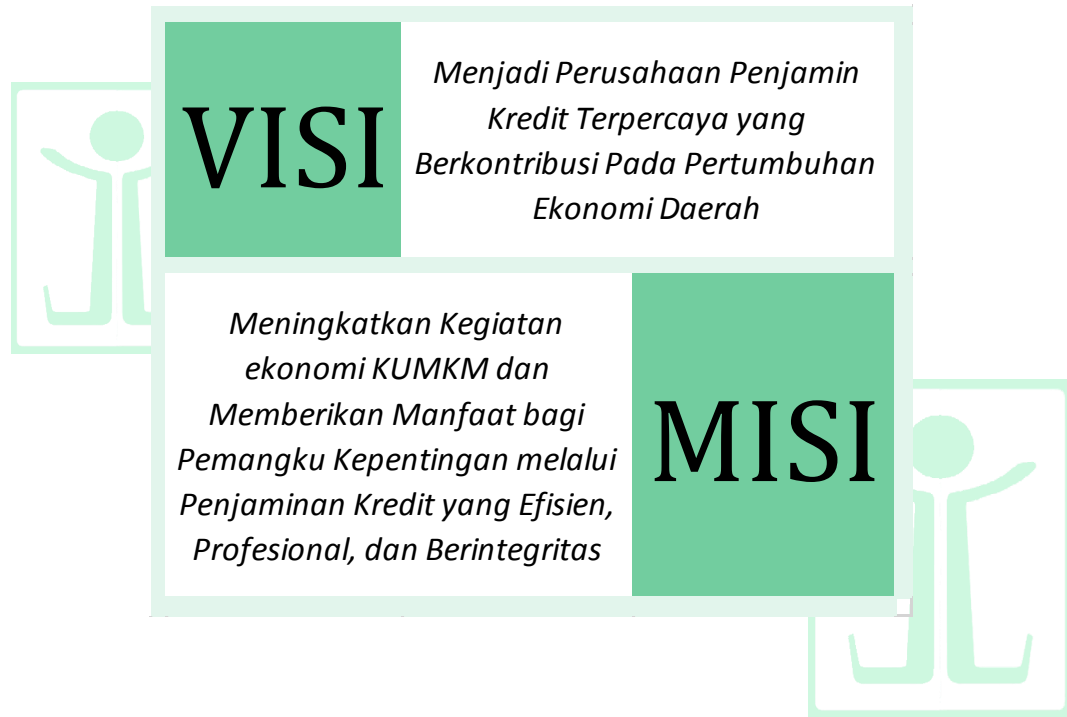 VISI
Menjadi Perusahaan Penjamin
Kredit Terpercaya yang
Berkontribusi Pada Pertumbuhan
Ekonomi Daerah
Meningkatkan Kegiatan
ekonomi KUMKM dan
Memberikan Manfaat bagi
Pemangku Kepentingan melalui
Penjaminan Kredit yang Efisien,
Profesional, dan Berintegritas
MISI